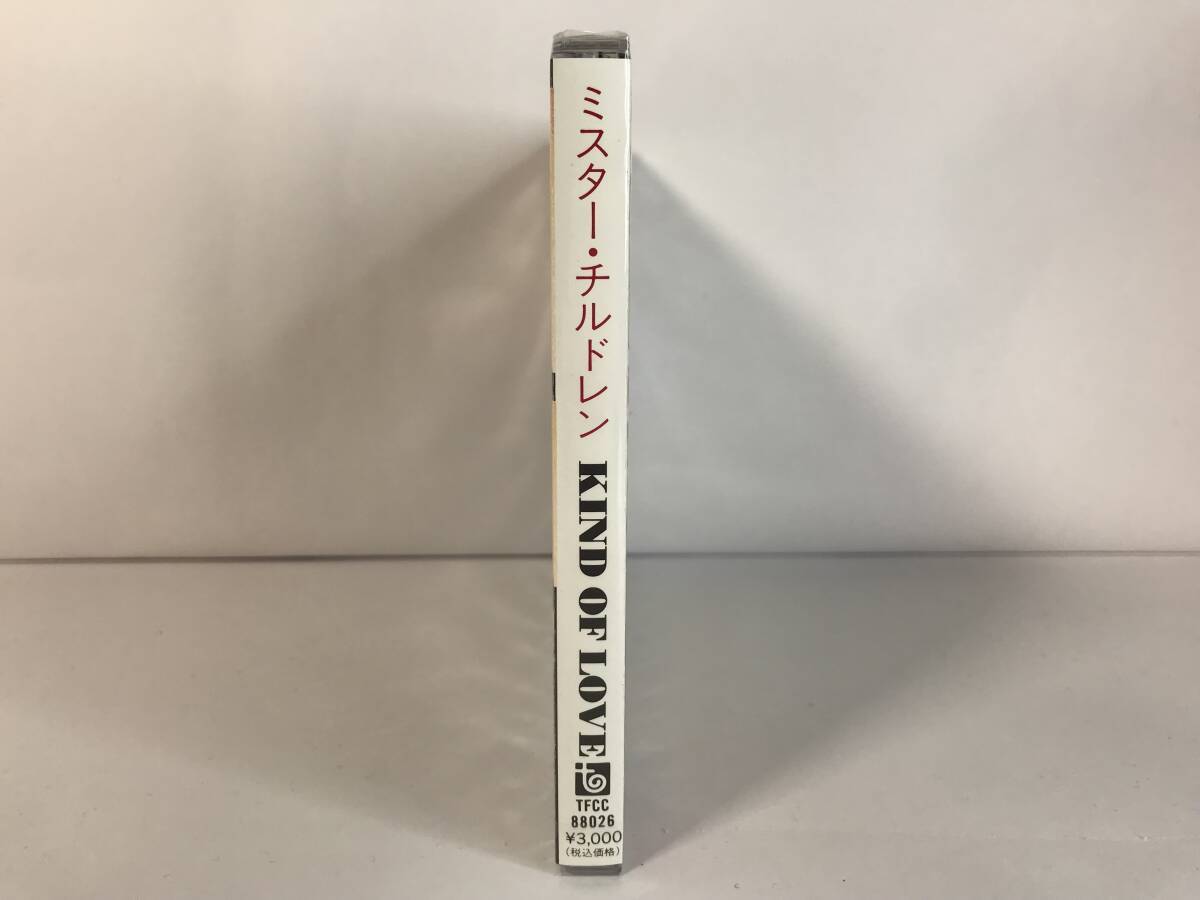 ミスター・チルドレン
KIND OF LOVE
TFCC
88026
¥3,000
(税込価格)